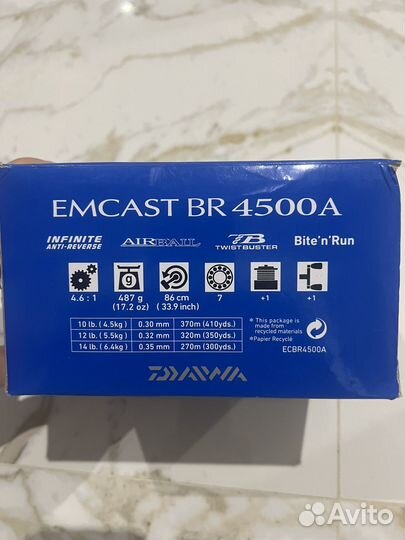 EMCAST BR 4500A
INFINITE ANTI-REVERSE AIRBAIL TB TWISTBUSTER Bite'n'Run
g
4.6 : 1 487 g (17.2 oz) 86 cm (33.9 inch) 7 +1 +1
10 lb. ( 4.5kg ) 0.30 mm 370m (410yds.)
12 lb. ( 5.5kg ) 0.32 mm 320m (350yds.)
14 lb. ( 6.4kg ) 0.35 mm 270m (300yds.)
*This package is
made from
recycled materials
*Papier Recyclé
ECBR4500A
DAIWA
Avito